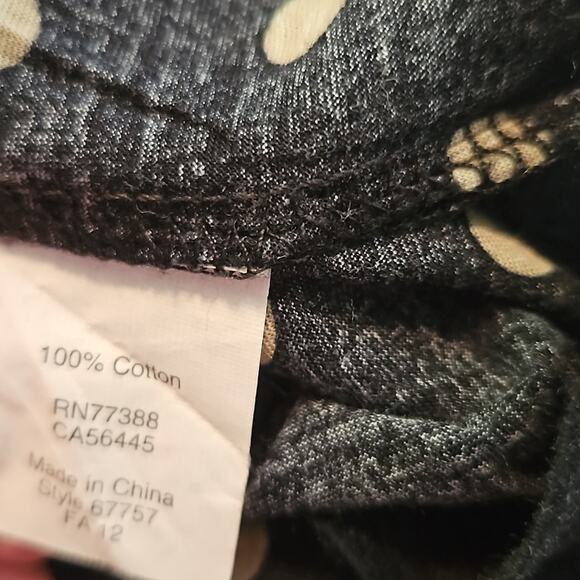 100% Cotton
RN77388
CA56445
Made in China
Style 67757
FA 12